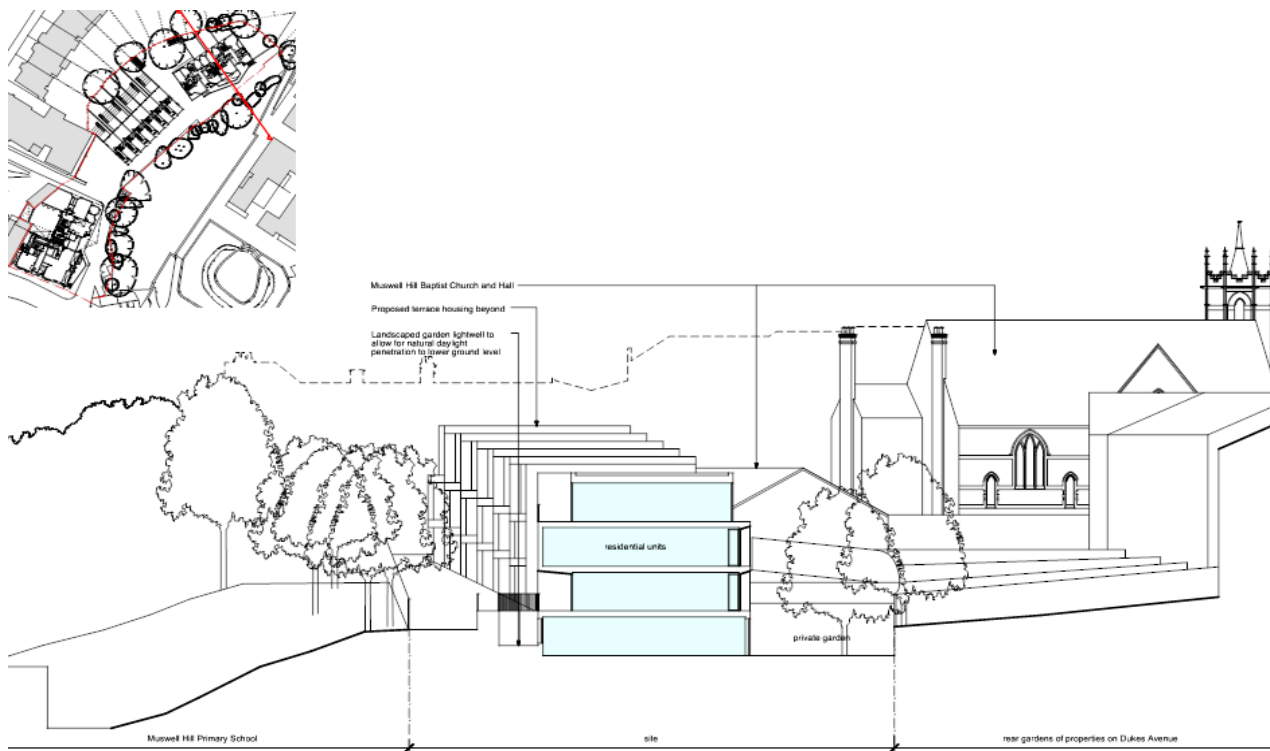 Muswell Hill Baptist Church and Hall
Proposed terrace housing beyond
Landscaped garden lightwell to
allow for natural daylight
penetration to lower ground level
residential units
private garden
Muswell Hill Primary School
site
rear gardens of properties on Dukes Avenue